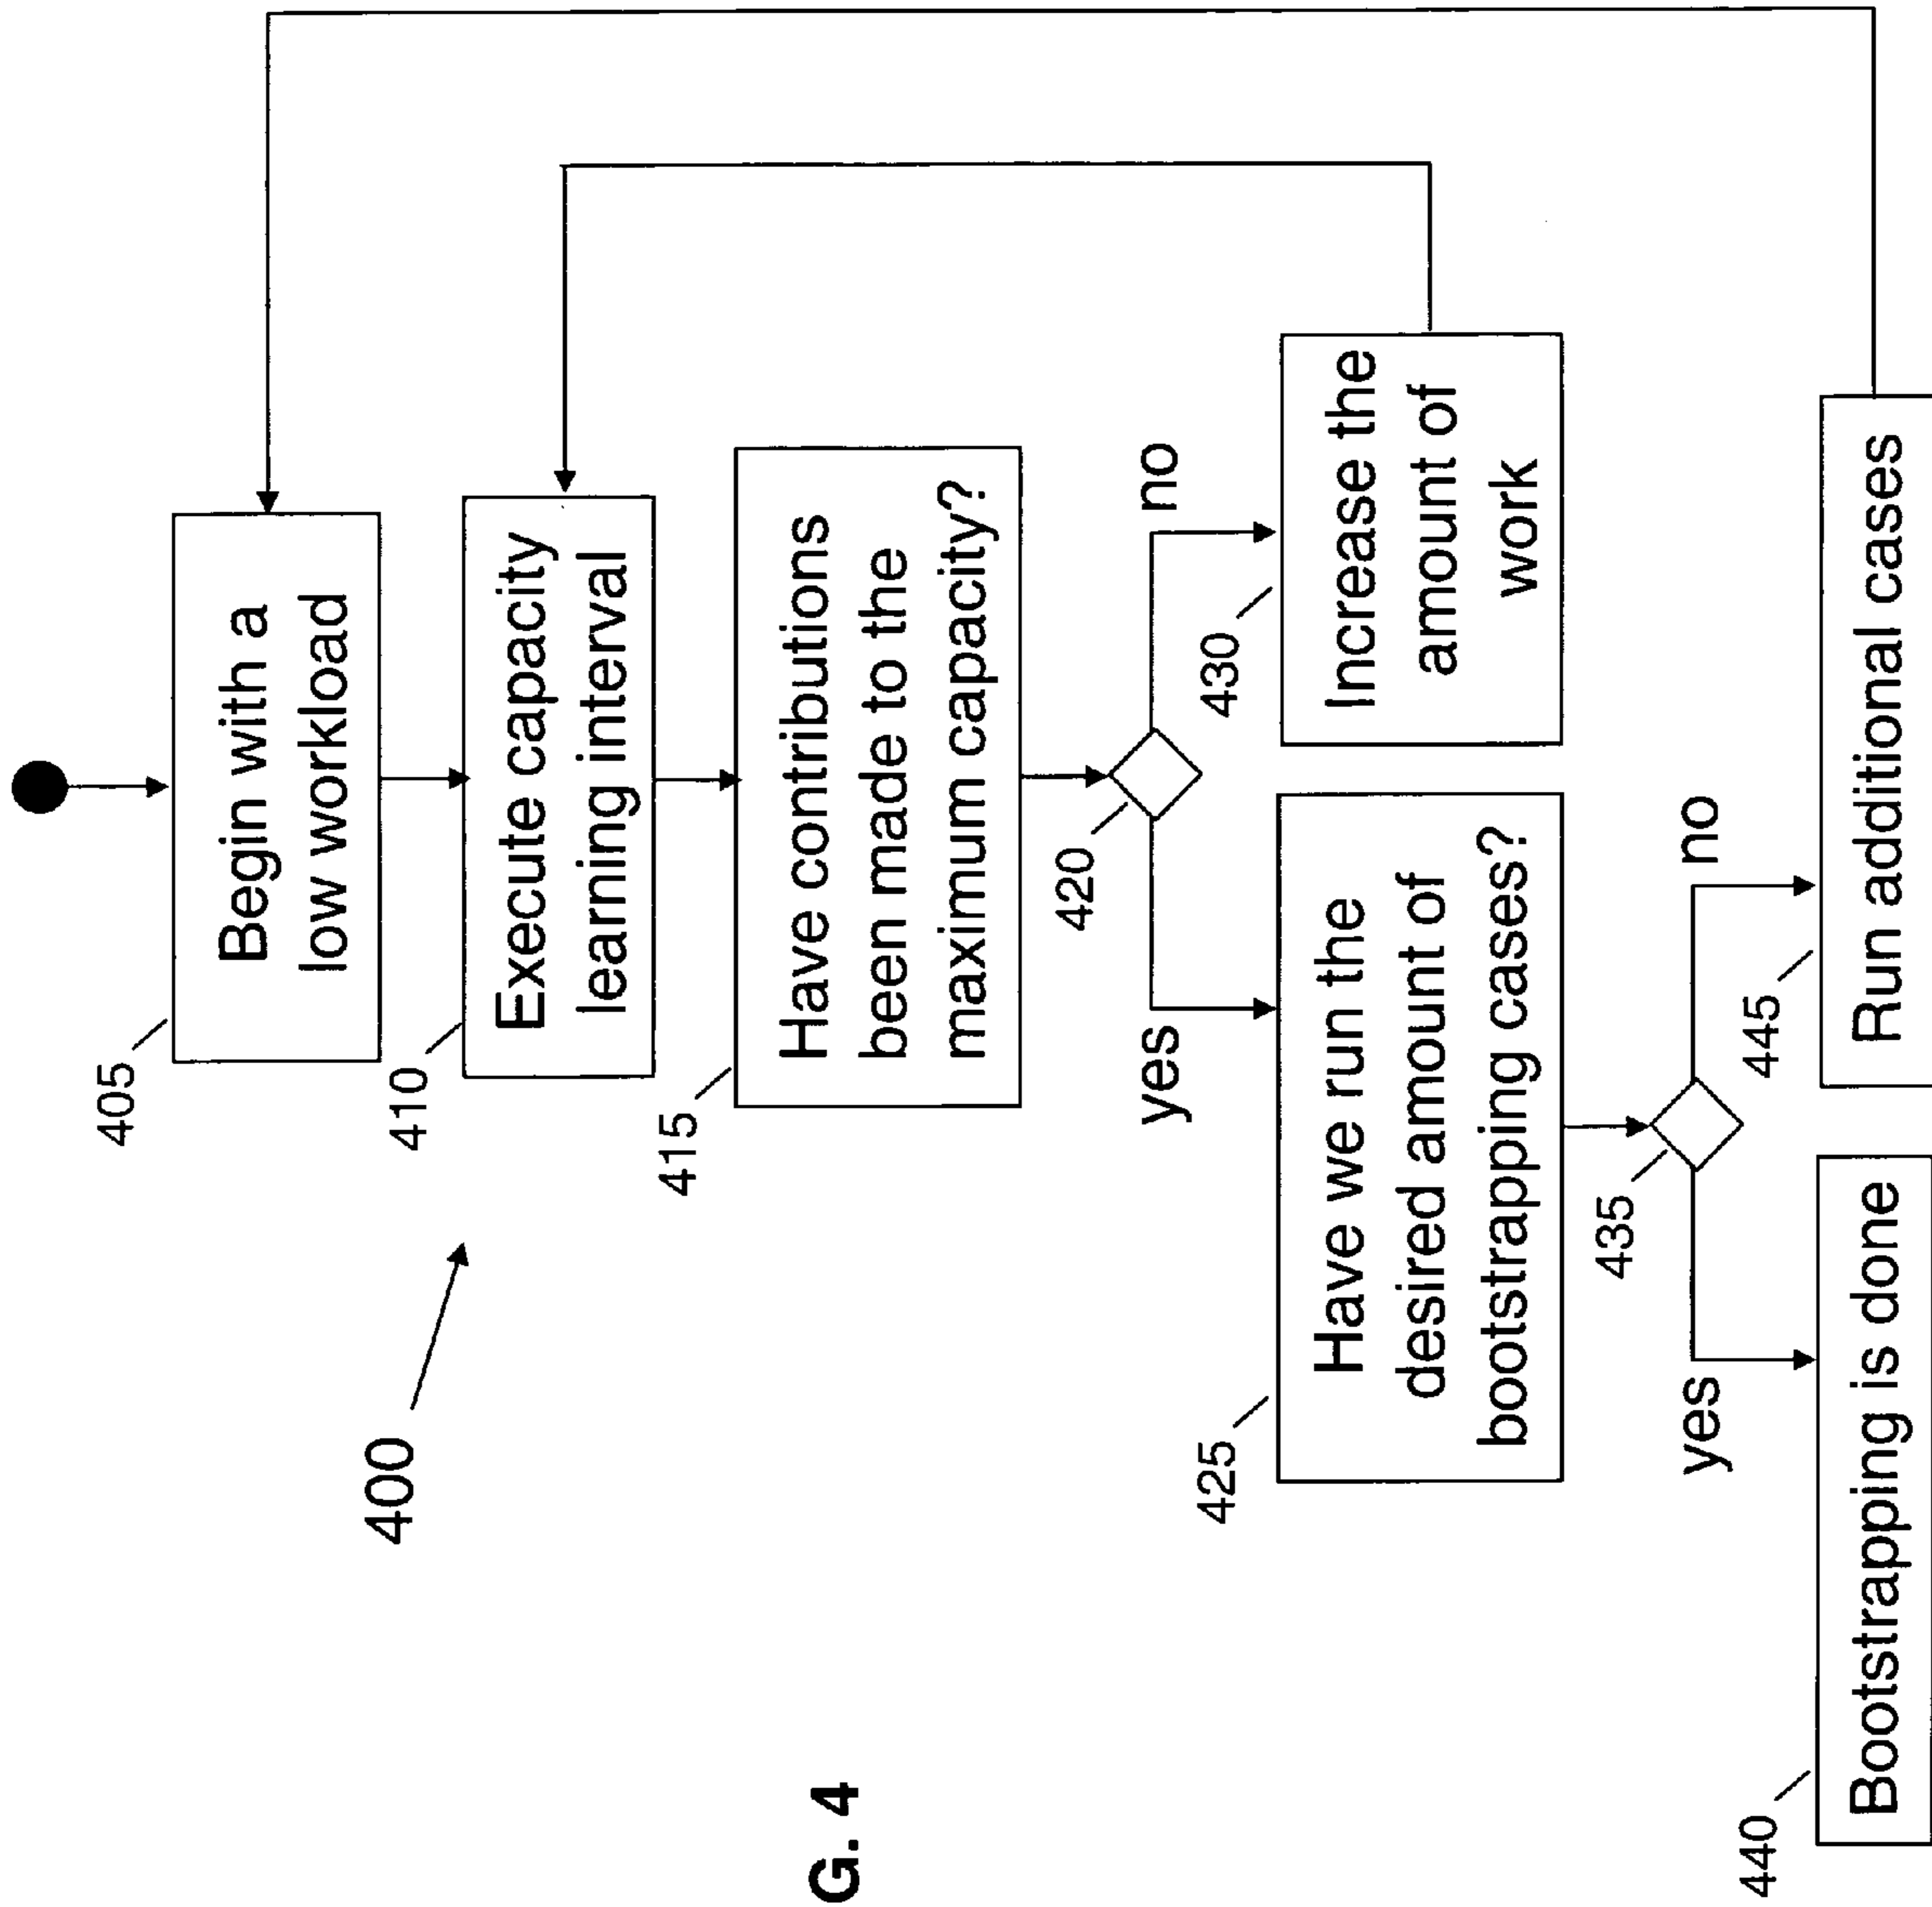 405
Begin with a
low workload
410
Execute capacity
learning interval
400
415
Have contributions
been made to the
maximum capacity?
420
yes
no
425
Have we run the
desired amount of
bootstrapping cases?
430
Increase the
amount of
work
435
yes
no
440
Bootstrapping is done
445
Run additional cases
G. 4